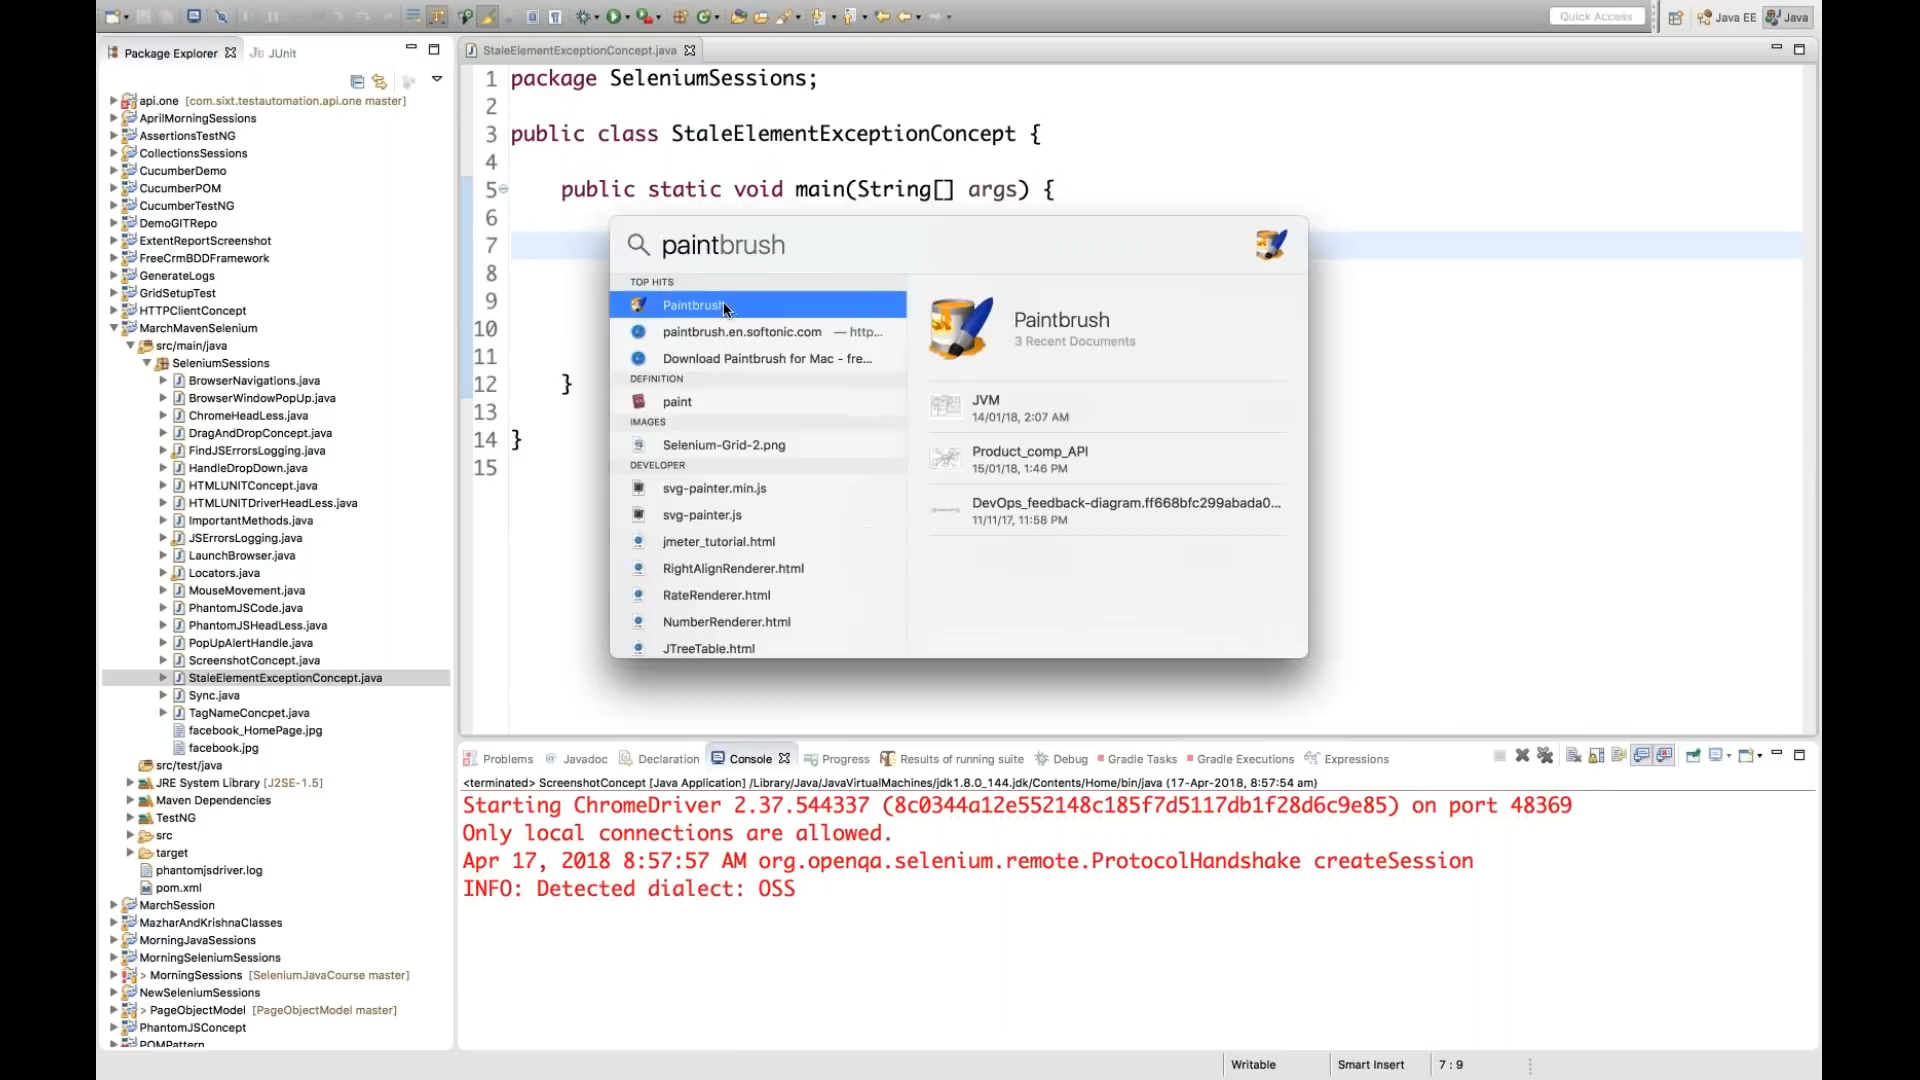 Quick Access
Java EE
Java
Package Explorer
JUnit
StaleElementExceptionConcept.java
api.one [com.sixt.testautomation.api.one master]
AprilMorningSessions
AssertionsTestNG
CollectionsSessions
CucumberDemo
CucumberPOM
CucumberTestNG
DemoGITRepo
ExtentReportScreenshot
FreeCrmBDDFramework
GenerateLogs
GridSetupTest
HTTPClientConcept
MarchMavenSelenium
src/main/java
SeleniumSessions
BrowserNavigations.java
BrowserWindowPopUp.java
ChromeHeadLess.java
DragAndDropConcept.java
FindJSErrorsLogging.java
HandleDropDown.java
HTMLUNITConcept.java
HTMLUNITDriverHeadLess.java
ImportantMethods.java
JSErrorsLogging.java
LaunchBrowser.java
Locators.java
MouseMovement.java
PhantomJSCode.java
PhantomJSHeadLess.java
PopUpAlertHandle.java
ScreenshotConcept.java
StaleElementExceptionConcept.java
Sync.java
TagNameConcpet.java
facebook_HomePage.jpg
facebook.jpg
src/test/java
JRE System Library [J2SE-1.5]
Maven Dependencies
TestNG
src
target
phantomjsdriver.log
pom.xml
MarchSession
MazharAndKrishnaClasses
MorningJavaSessions
MorningSeleniumSessions
> MorningSessions [SeleniumJavaCourse master]
NewSeleniumSessions
> PageObjectModel [PageObjectModel master]
PhantomJSConcept
POMPattern
1 package SeleniumSessions;
2
3 public class StaleElementExceptionConcept {
4
5 public static void main(String[] args) {
6
7
8
9
10
11
12 }
13
14 }
15
paintbrush
TOP HITS
Paintbrush
paintbrush.en.softonic.com — http...
Download Paintbrush for Mac - fre...
DEFINITION
paint
IMAGES
Selenium-Grid-2.png
DEVELOPER
svg-painter.min.js
svg-painter.js
jmeter_tutorial.html
RightAlignRenderer.html
RateRenderer.html
NumberRenderer.html
JTreeTable.html
Paintbrush
3 Recent Documents
JVM
14/01/18, 2:07 AM
Product_comp_API
15/01/18, 1:46 PM
DevOps_feedback-diagram.ff668bfc299abada0...
11/11/17, 11:58 PM
Problems
Javadoc
Declaration
Console
Progress
Results of running suite
Debug
Gradle Tasks
Gradle Executions
Expressions
<terminated> ScreenshotConcept [Java Application] /Library/Java/JavaVirtualMachines/jdk1.8.0_144.jdk/Contents/Home/bin/java (17-Apr-2018, 8:57:54 am)
Starting ChromeDriver 2.37.544337 (8c0344a12e552148c185f7d5117db1f28d6c9e85) on port 48369
Only local connections are allowed.
Apr 17, 2018 8:57:57 AM org.openqa.selenium.remote.ProtocolHandshake createSession
INFO: Detected dialect: OSS
Writable
Smart Insert
7 : 9